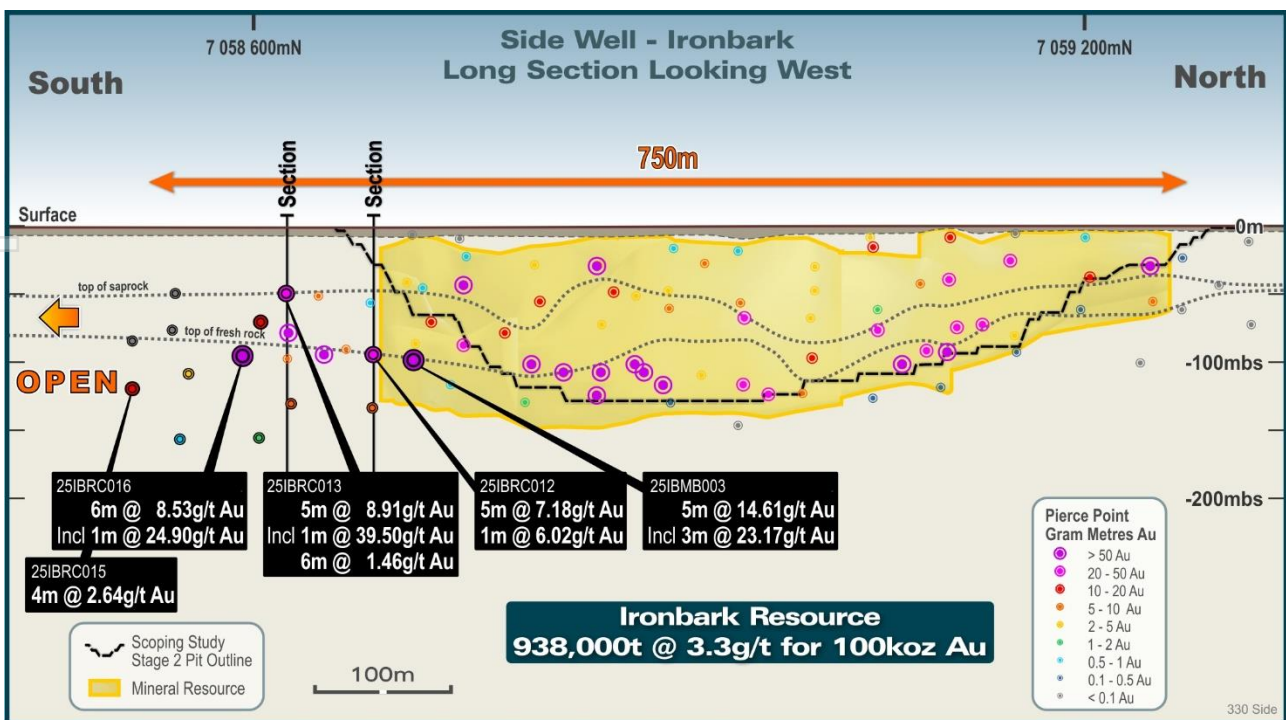 7 058 600mN
Side Well - Ironbark
Long Section Looking West
7 059 200mN
South
North
750m
Section
Section
Surface
0m
top of saprock
top of fresh rock
OPEN
-100mbs
-200mbs
25IBRC016
6m @ 8.53g/t Au
Incl 1m @ 24.90g/t Au
25IBRC015
4m @ 2.64g/t Au
25IBRC013
5m @ 8.91g/t Au
Incl 1m @ 39.50g/t Au
6m @ 1.46g/t Au
25IBRC012
5m @ 7.18g/t Au
1m @ 6.02g/t Au
25IBMB003
5m @ 14.61g/t Au
Incl 3m @ 23.17g/t Au
Pierce Point
Gram Metres Au
> 50 Au
20 - 50 Au
10 - 20 Au
5 - 10 Au
2 - 5 Au
1 - 2 Au
0.5 - 1 Au
0.1 - 0.5 Au
< 0.1 Au
Ironbark Resource
938,000t @ 3.3g/t for 100koz Au
Scoping Study
Stage 2 Pit Outline
Mineral Resource
100m
330 Side